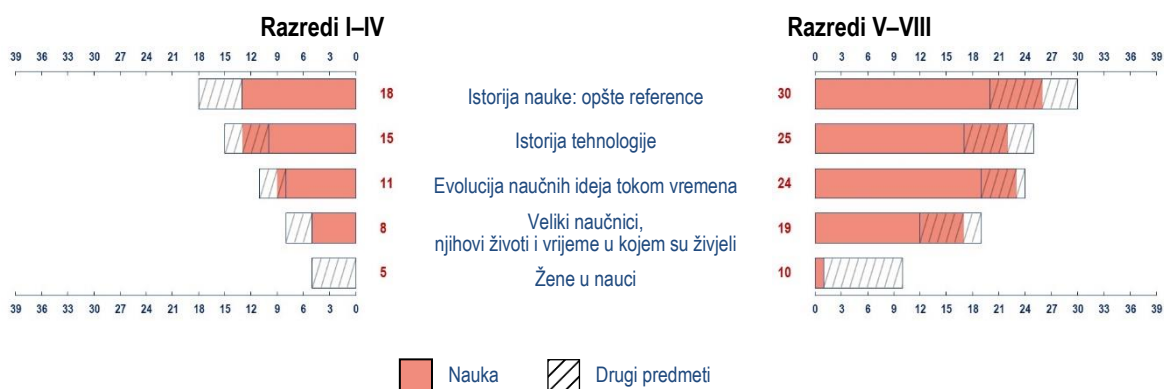 Razredi I–IV Razredi V–VIII
39 36 33 30 27 24 21 18 15 12 9 6 3 0 0 3 6 9 12 15 18 21 24 27 30 33 36 39
18 Istorija nauke: opšte reference 30
15 Istorija tehnologije 25
11 Evolucija naučnih ideja tokom vremena 24
8 Veliki naučnici,
njihovi životi i vrijeme u kojem su živjeli 19
5 Žene u nauci 10
39 36 33 30 27 24 21 18 15 12 9 6 3 0 0 3 6 9 12 15 18 21 24 27 30 33 36 39
Nauka Drugi predmeti